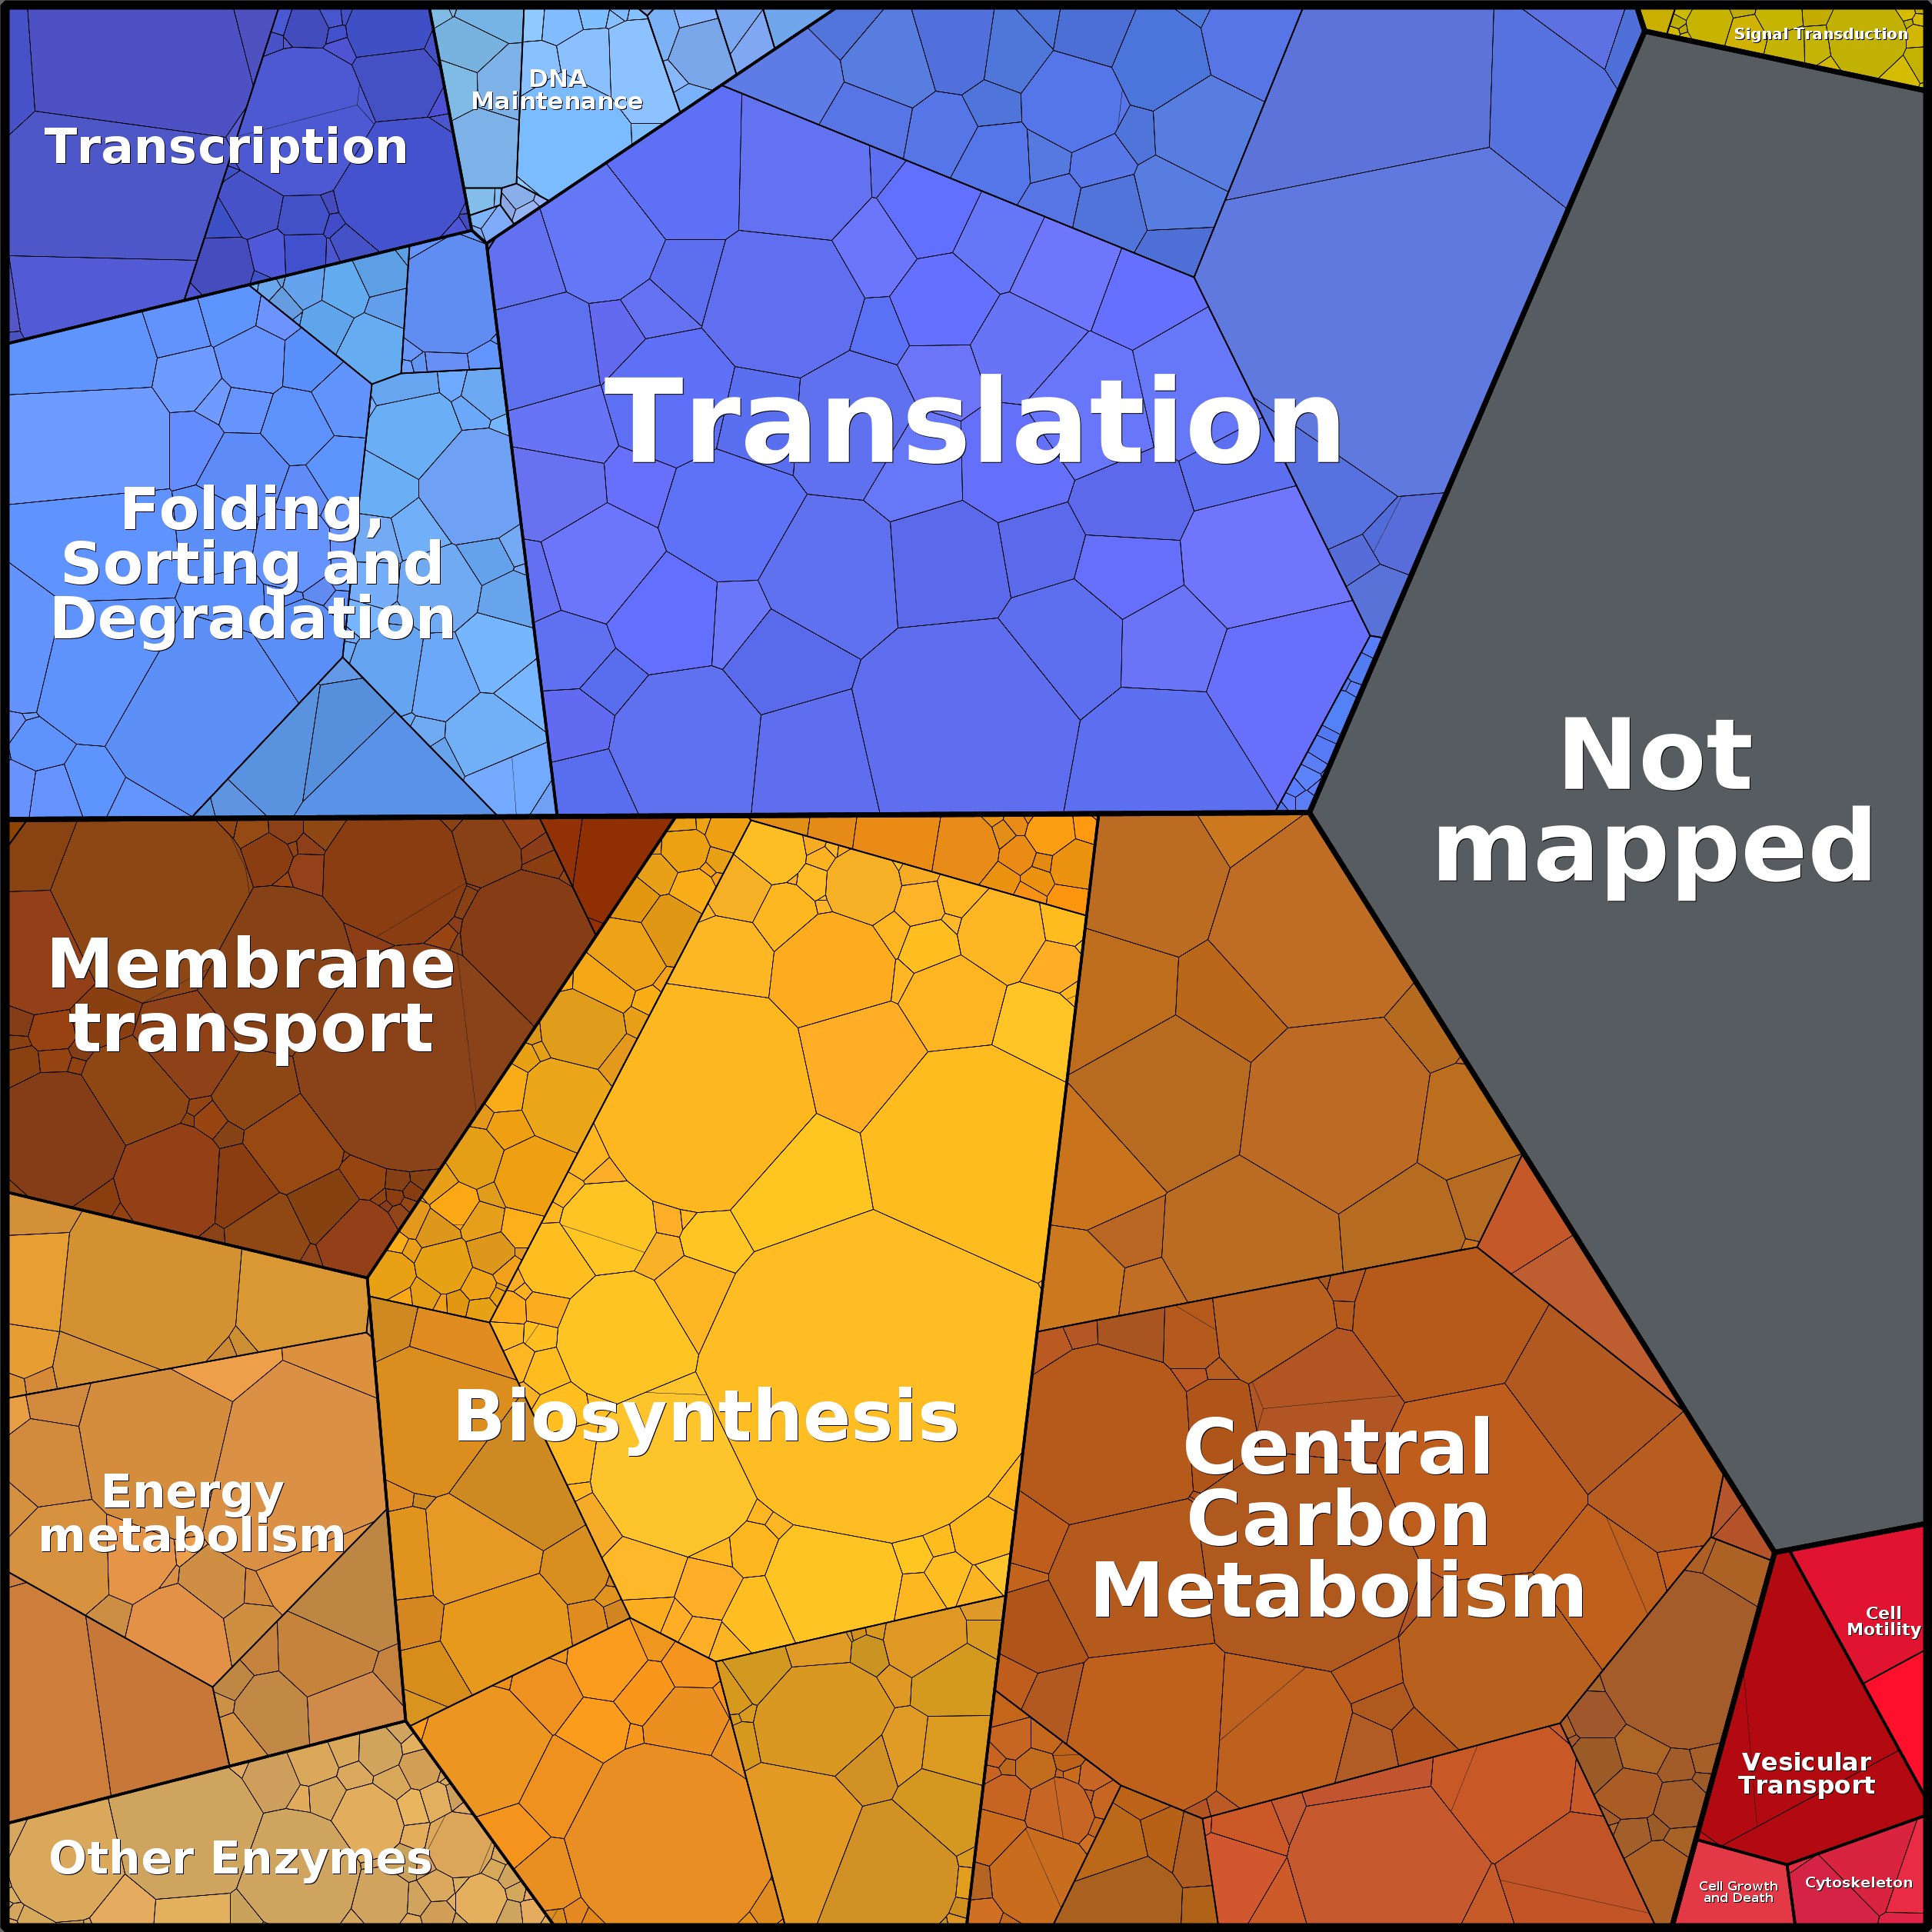 Signal Transduction
DNA
Maintenance
Transcription
Translation
Folding,
Sorting and
Degradation
Not
mapped
Membrane
transport
Biosynthesis
Central
Carbon
Metabolism
Energy
metabolism
Cell
Motility
Vesicular
Transport
Other Enzymes
Cell Growth
and Death
Cytoskeleton